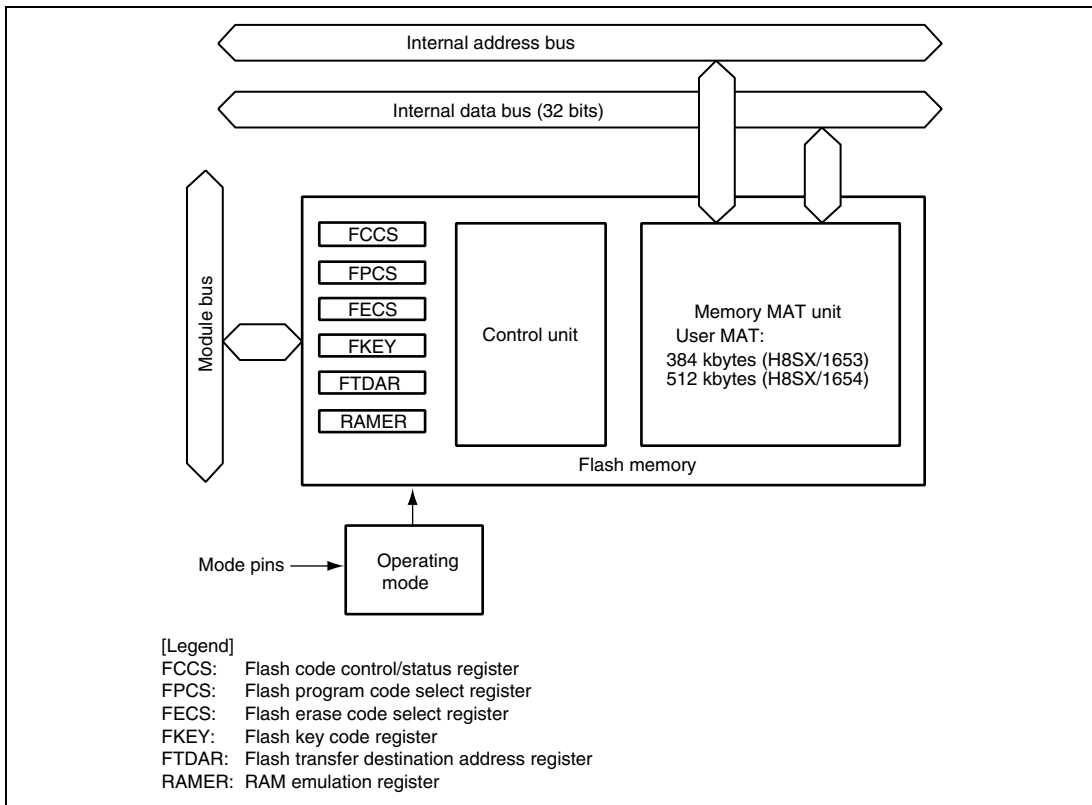 Internal address bus
Internal data bus (32 bits)
Module bus
FCCS
FPCS
FECS
FKEY
FTDAR
RAMER
Control unit
Memory MAT unit
User MAT:
384 kbytes (H8SX/1653)
512 kbytes (H8SX/1654)
Flash memory
Mode pins
Operating
mode
[Legend]
FCCS: Flash code control/status register
FPCS: Flash program code select register
FECS: Flash erase code select register
FKEY: Flash key code register
FTDAR: Flash transfer destination address register
RAMER: RAM emulation register